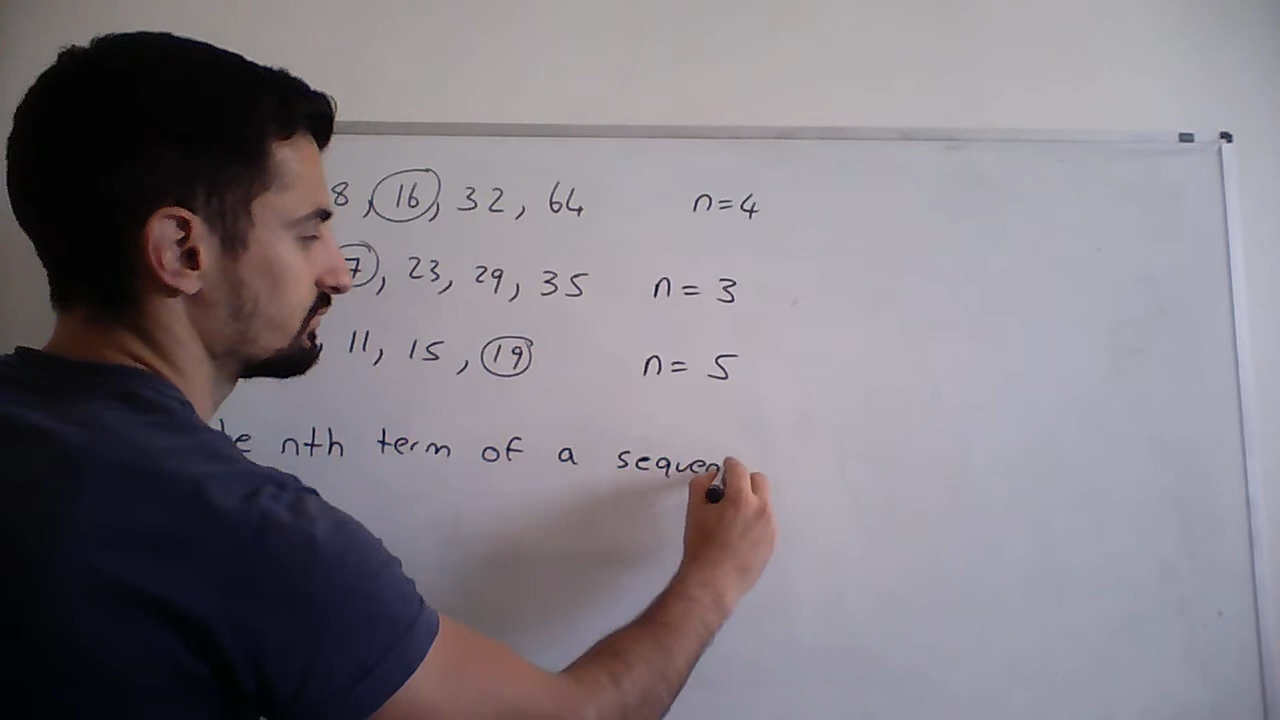 8, 16, 32, 64 n=4
7, 23, 29, 35 n = 3
, 11, 15, 19 n= 5
nth term of a sequen